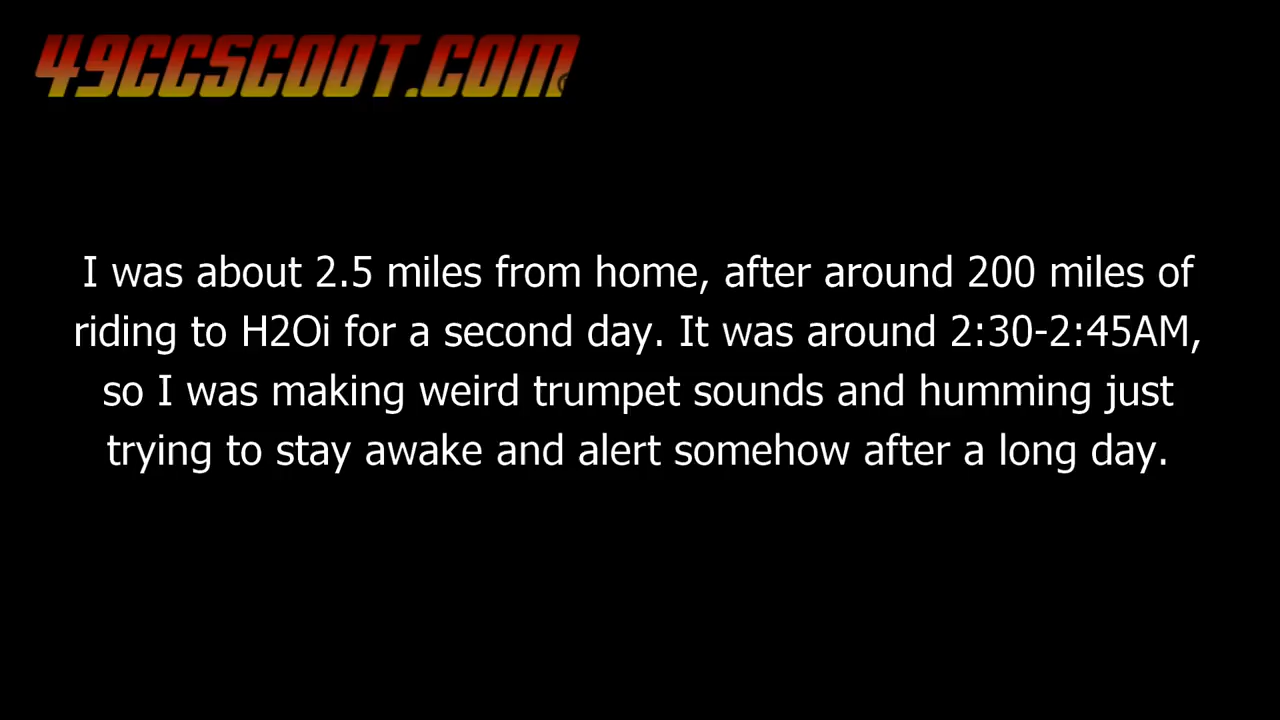 49CCSCOOT.COM
I was about 2.5 miles from home, after around 200 miles of
riding to H2Oi for a second day. It was around 2:30-2:45AM,
so I was making weird trumpet sounds and humming just
trying to stay awake and alert somehow after a long day.